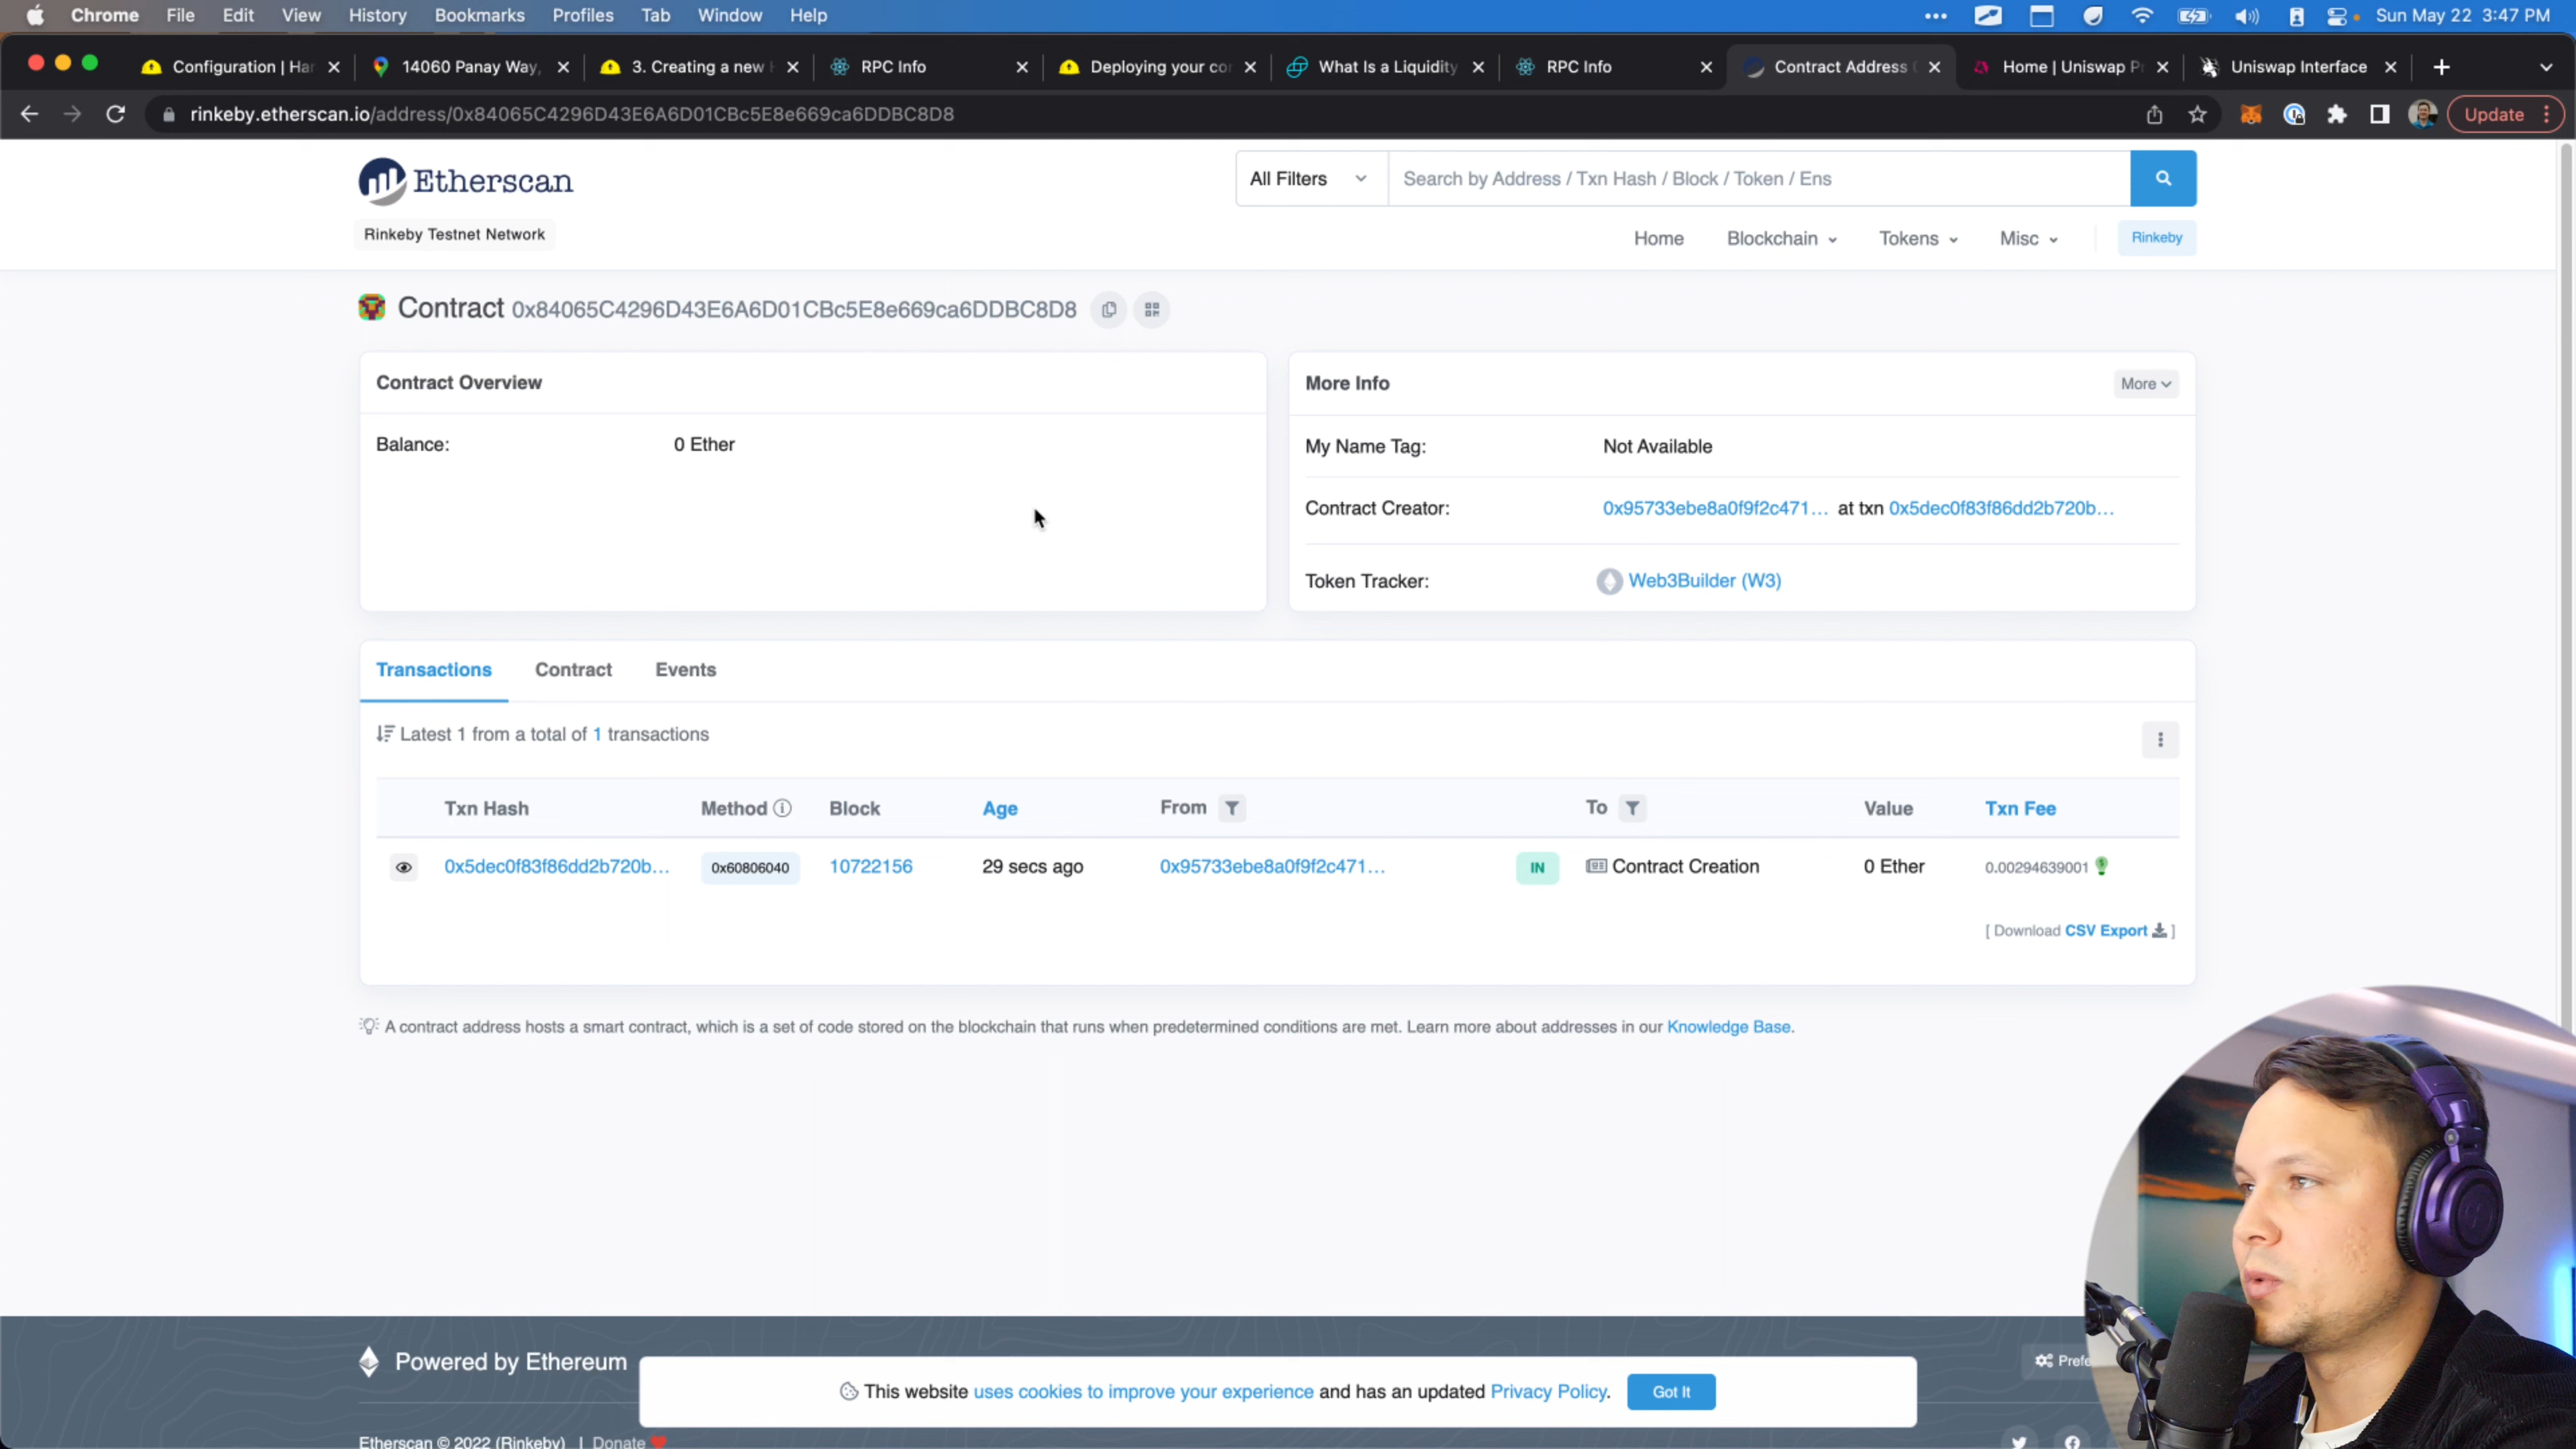 Chrome File Edit View History Bookmarks Profiles Tab Window Help Sun May 22 3:47 PM
Configuration | Har 14060 Panay Way, 3. Creating a new H RPC Info Deploying your con What Is a Liquidity RPC Info Contract Address Home | Uniswap Pr Uniswap Interface
rinkeby.etherscan.io/address/0x84065C4296D43E6A6D01CBc5E8e669ca6DDBC8D8 Update
Etherscan
All Filters Search by Address / Txn Hash / Block / Token / Ens
Rinkeby Testnet Network
Home Blockchain Tokens Misc Rinkeby
Contract 0x84065C4296D43E6A6D01CBc5E8e669ca6DDBC8D8
Contract Overview
Balance: 0 Ether
More Info More
My Name Tag: Not Available
Contract Creator: 0x95733ebe8a0f9f2c471... at txn 0x5dec0f83f86dd2b720b...
Token Tracker: Web3Builder (W3)
Transactions Contract Events
Latest 1 from a total of 1 transactions
Txn Hash Method Block Age From To Value Txn Fee
0x5dec0f83f86dd2b720b... 0x60806040 10722156 29 secs ago 0x95733ebe8a0f9f2c471... IN Contract Creation 0 Ether 0.00294639001
[ Download CSV Export ]
A contract address hosts a smart contract, which is a set of code stored on the blockchain that runs when predetermined conditions are met. Learn more about addresses in our Knowledge Base.
Powered by Ethereum
Prefe
This website uses cookies to improve your experience and has an updated Privacy Policy. Got It
Etherscan © 2022 (Rinkeby) | Donate